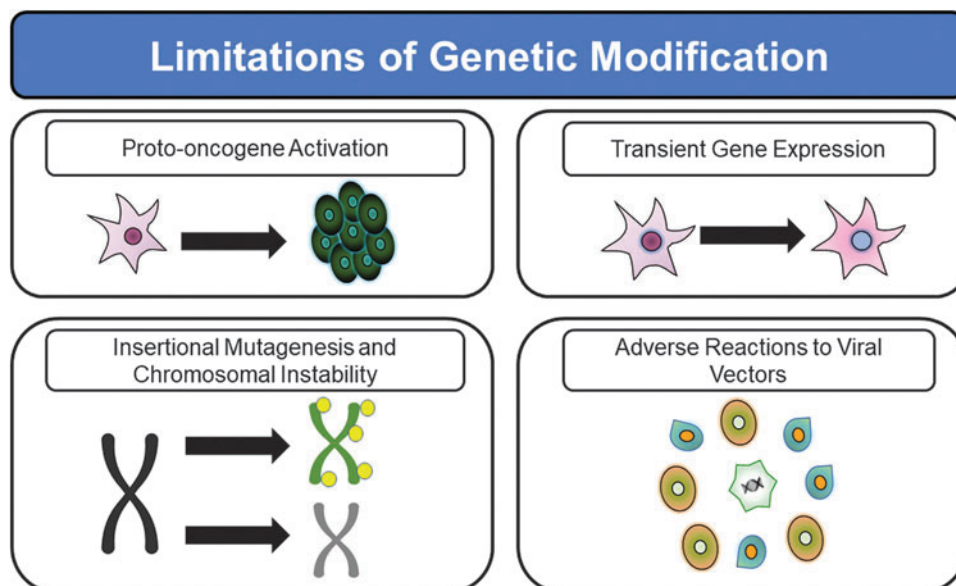 Limitations of Genetic Modification
Proto-oncogene Activation
Transient Gene Expression
Insertional Mutagenesis and
Chromosomal Instability
Adverse Reactions to Viral
Vectors